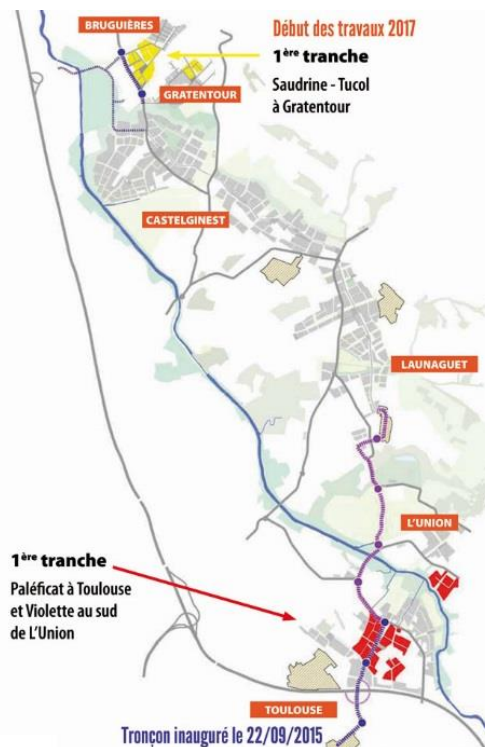 BRUGUIÈRES
Début des travaux 2017
1ère tranche
Saudrine - Tucol
à Gratentour
GRATENTOUR
CASTELGINEST
LAUNAGUET
L'UNION
1ère tranche
Paléficat à Toulouse
et Violette au sud
de L'Union
TOULOUSE
Tronçon inauguré le 22/09/2015